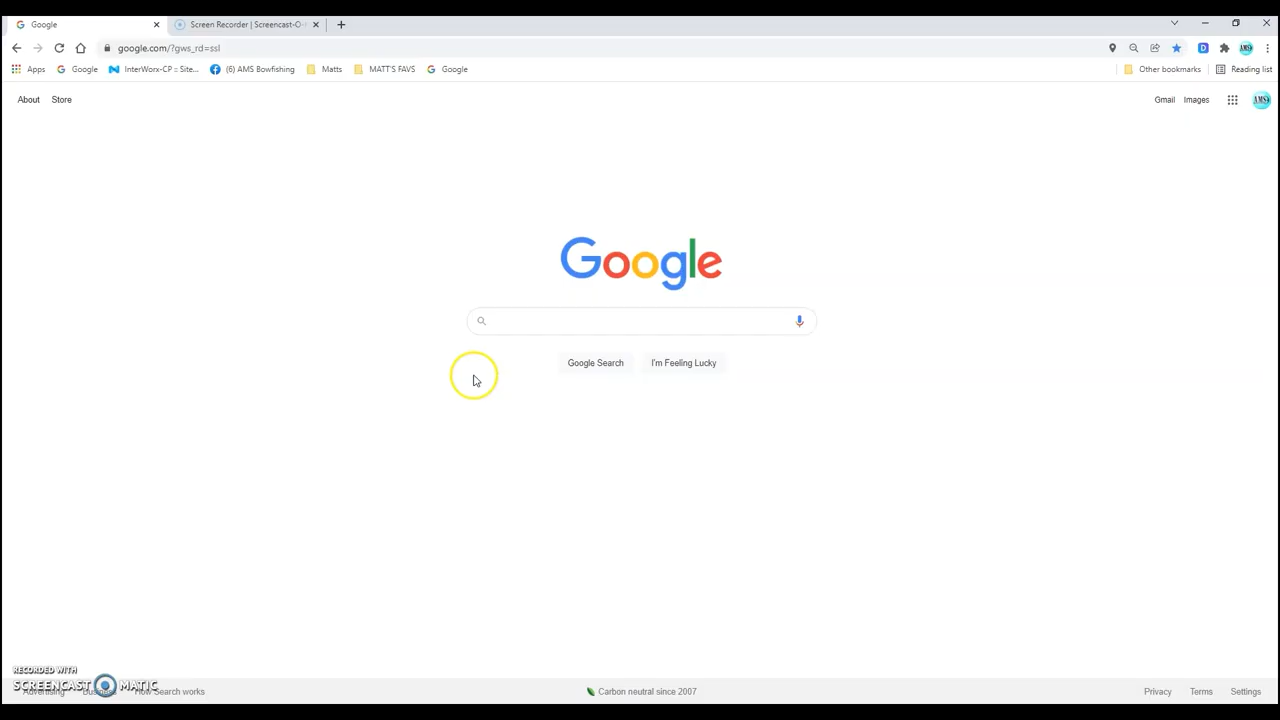 Google
Screen Recorder | Screencast-O-
google.com/?gws_rd=ssl
Apps Google InterWorx-CP :: Site... (6) AMS Bowfishing Matts MATT'S FAVS Google Other bookmarks Reading list
About Store Gmail Images AMS
Google
Google Search I'm Feeling Lucky
RECORDED WITH
SCREENCAST MATIC
Advertising Business How Search works Carbon neutral since 2007 Privacy Terms Settings